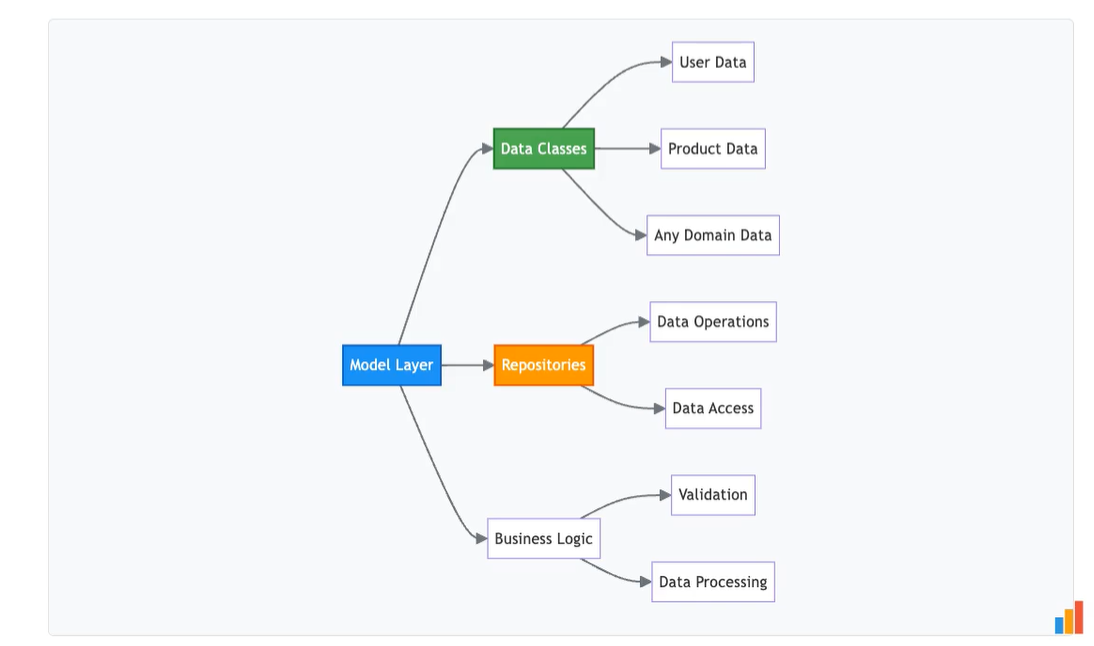 User Data
Data Classes
Product Data
Any Domain Data
Data Operations
Model Layer
Repositories
Data Access
Validation
Business Logic
Data Processing